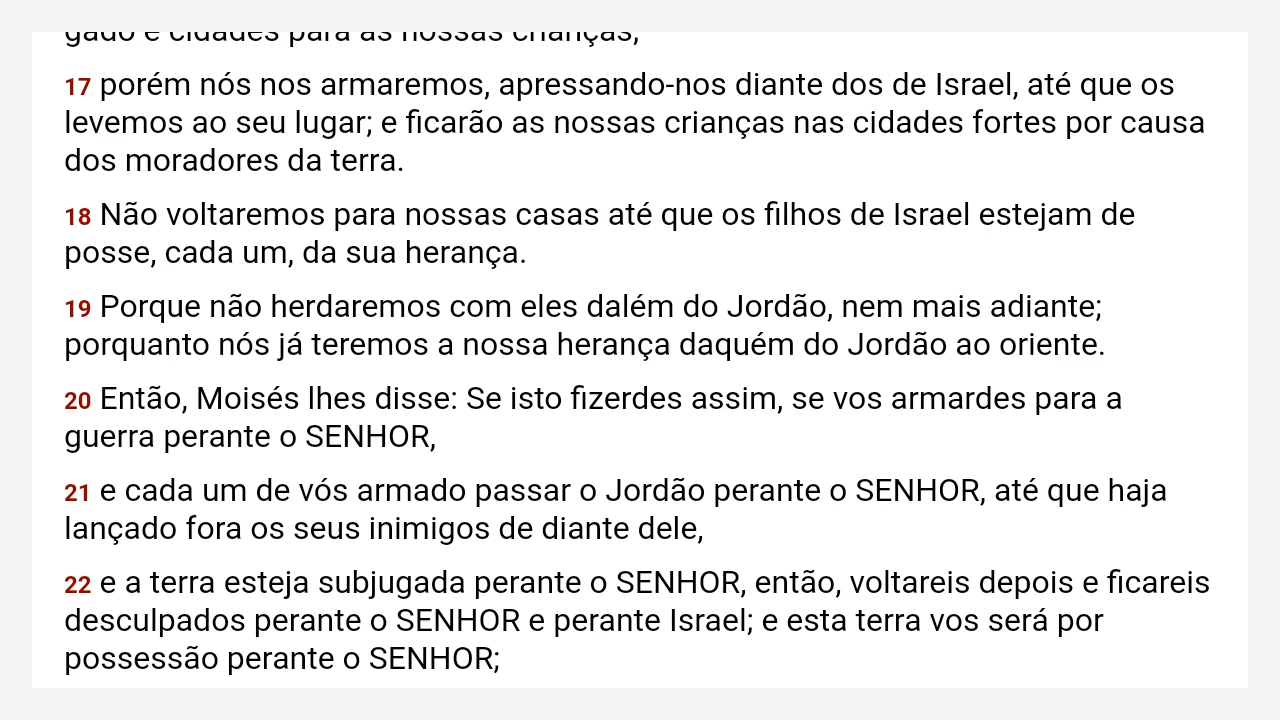 gado e cidades para as nossas crianças;
17 porém nós nos armaremos, apressando-nos diante dos de Israel, até que os
levemos ao seu lugar; e ficarão as nossas crianças nas cidades fortes por causa
dos moradores da terra.
18 Não voltaremos para nossas casas até que os filhos de Israel estejam de
posse, cada um, da sua herança.
19 Porque não herdaremos com eles dalém do Jordão, nem mais adiante;
porquanto nós já teremos a nossa herança daquém do Jordão ao oriente.
20 Então, Moisés lhes disse: Se isto fizerdes assim, se vos armardes para a
guerra perante o SENHOR,
21 e cada um de vós armado passar o Jordão perante o SENHOR, até que haja
lançado fora os seus inimigos de diante dele,
22 e a terra esteja subjugada perante o SENHOR, então, voltareis depois e ficareis
desculpados perante o SENHOR e perante Israel; e esta terra vos será por
possessão perante o SENHOR;